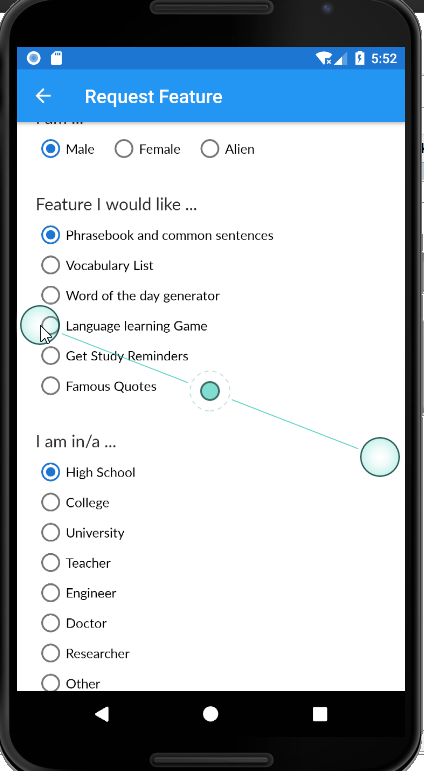 5:52
Request Feature
I am ...
Male Female Alien
Feature I would like ...
Phrasebook and common sentences
Vocabulary List
Word of the day generator
Language learning Game
Get Study Reminders
Famous Quotes
I am in/a ...
High School
College
University
Teacher
Engineer
Doctor
Researcher
Other